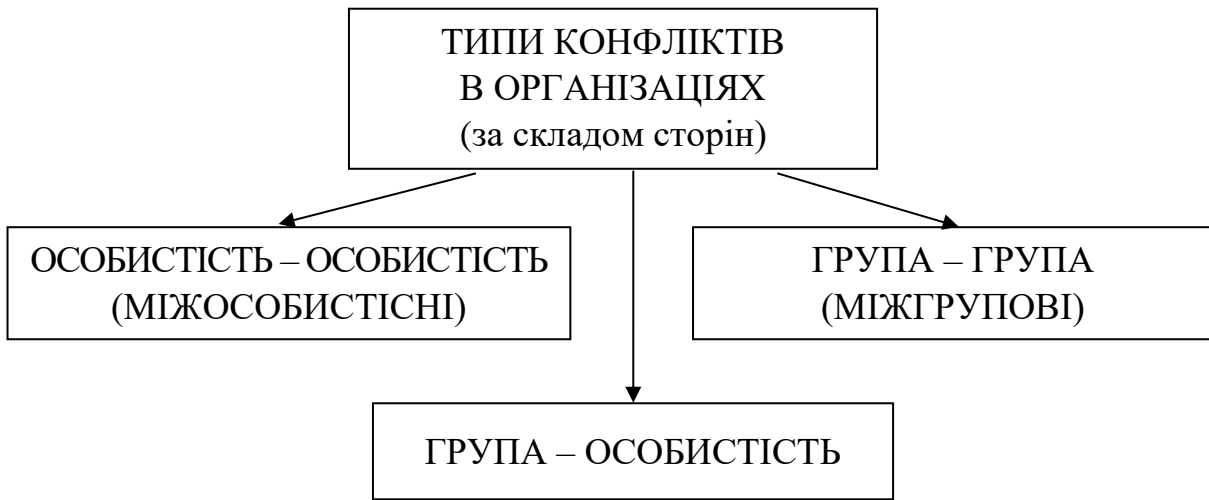 ТИПИ КОНФЛІКТІВ
В ОРГАНІЗАЦІЯХ
(за складом сторін)
ОСОБИСТІСТЬ – ОСОБИСТІСТЬ
(МІЖОСОБИСТІСНІ)
ГРУПА – ГРУПА
(МІЖГРУПОВІ)
ГРУПА – ОСОБИСТІСТЬ